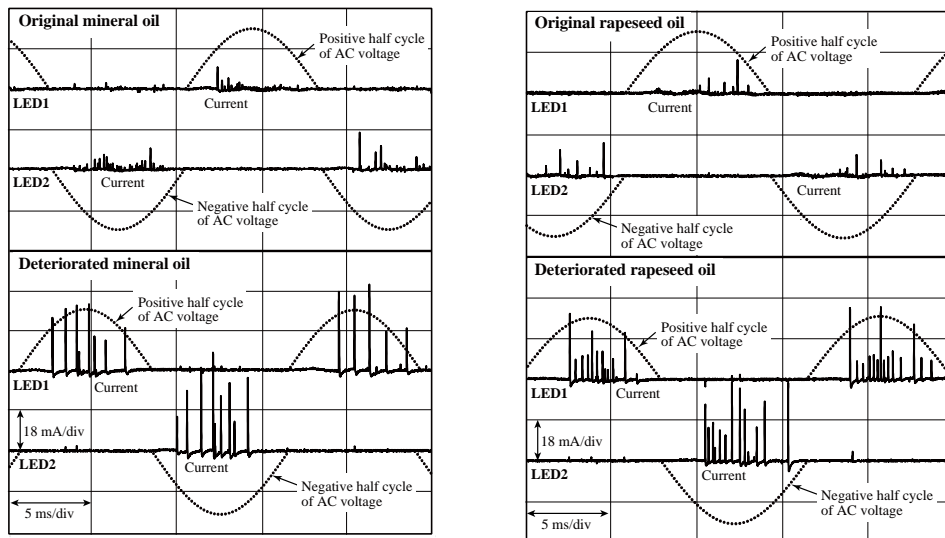 Original mineral oil
Positive half cycle
of AC voltage
LED1
Current
LED2
Current
Negative half cycle
of AC voltage
Deteriorated mineral oil
Positive half cycle
of AC voltage
LED1
Current
18 mA/div
LED2
Current
Negative half cycle
of AC voltage
5 ms/div
Original rapeseed oil
Positive half cycle
of AC voltage
LED1
Current
LED2
Current
Negative half cycle
of AC voltage
Deteriorated rapeseed oil
Positive half cycle
of AC voltage
LED1
Current
18 mA/div
LED2
Current
Negative half cycle
of AC voltage
5 ms/div